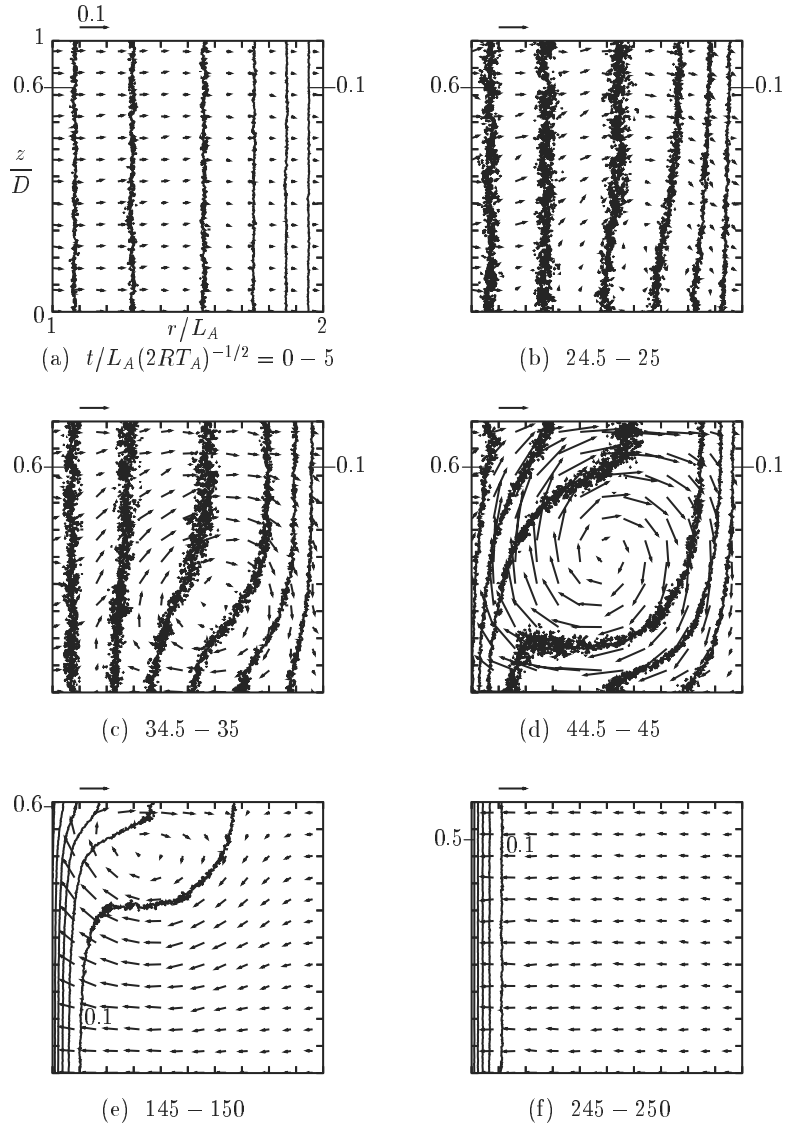 0.1
1
0.6
0.1
0.6
0.1
z
D
0
1
r/L_A
2
(a) t/L_A(2RT_A)^{-1/2} = 0 – 5
(b) 24.5 – 25
0.6
0.1
0.6
0.1
(c) 34.5 – 35
(d) 44.5 – 45
0.6
0.1
0.5
0.1
(e) 145 – 150
(f) 245 – 250